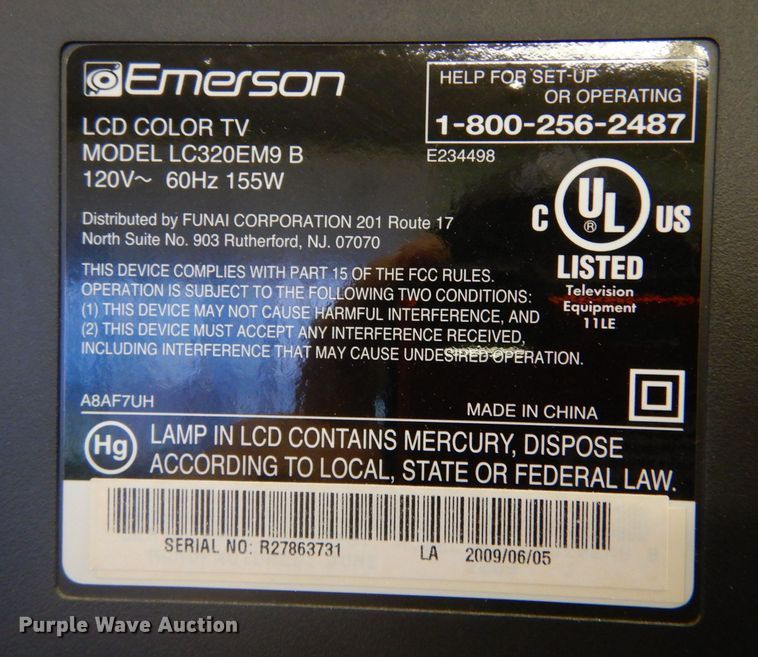 Emerson
HELP FOR SET-UP
OR OPERATING
1-800-256-2487
LCD COLOR TV
MODEL LC320EM9 B
120V~ 60Hz 155W
E234498
Distributed by FUNAI CORPORATION 201 Route 17
North Suite No. 903 Rutherford, NJ. 07070
C UL ® US
LISTED
Television
Equipment
11LE
THIS DEVICE COMPLIES WITH PART 15 OF THE FCC RULES.
OPERATION IS SUBJECT TO THE FOLLOWING TWO CONDITIONS:
(1) THIS DEVICE MAY NOT CAUSE HARMFUL INTERFERENCE, AND
(2) THIS DEVICE MUST ACCEPT ANY INTERFERENCE RECEIVED,
INCLUDING INTERFERENCE THAT MAY CAUSE UNDESIRED OPERATION.
A8AF7UH
MADE IN CHINA
Hg
LAMP IN LCD CONTAINS MERCURY, DISPOSE
ACCORDING TO LOCAL, STATE OR FEDERAL LAW.
SERIAL NO: R27863731 LA 2009/06/05
Purple Wave Auction